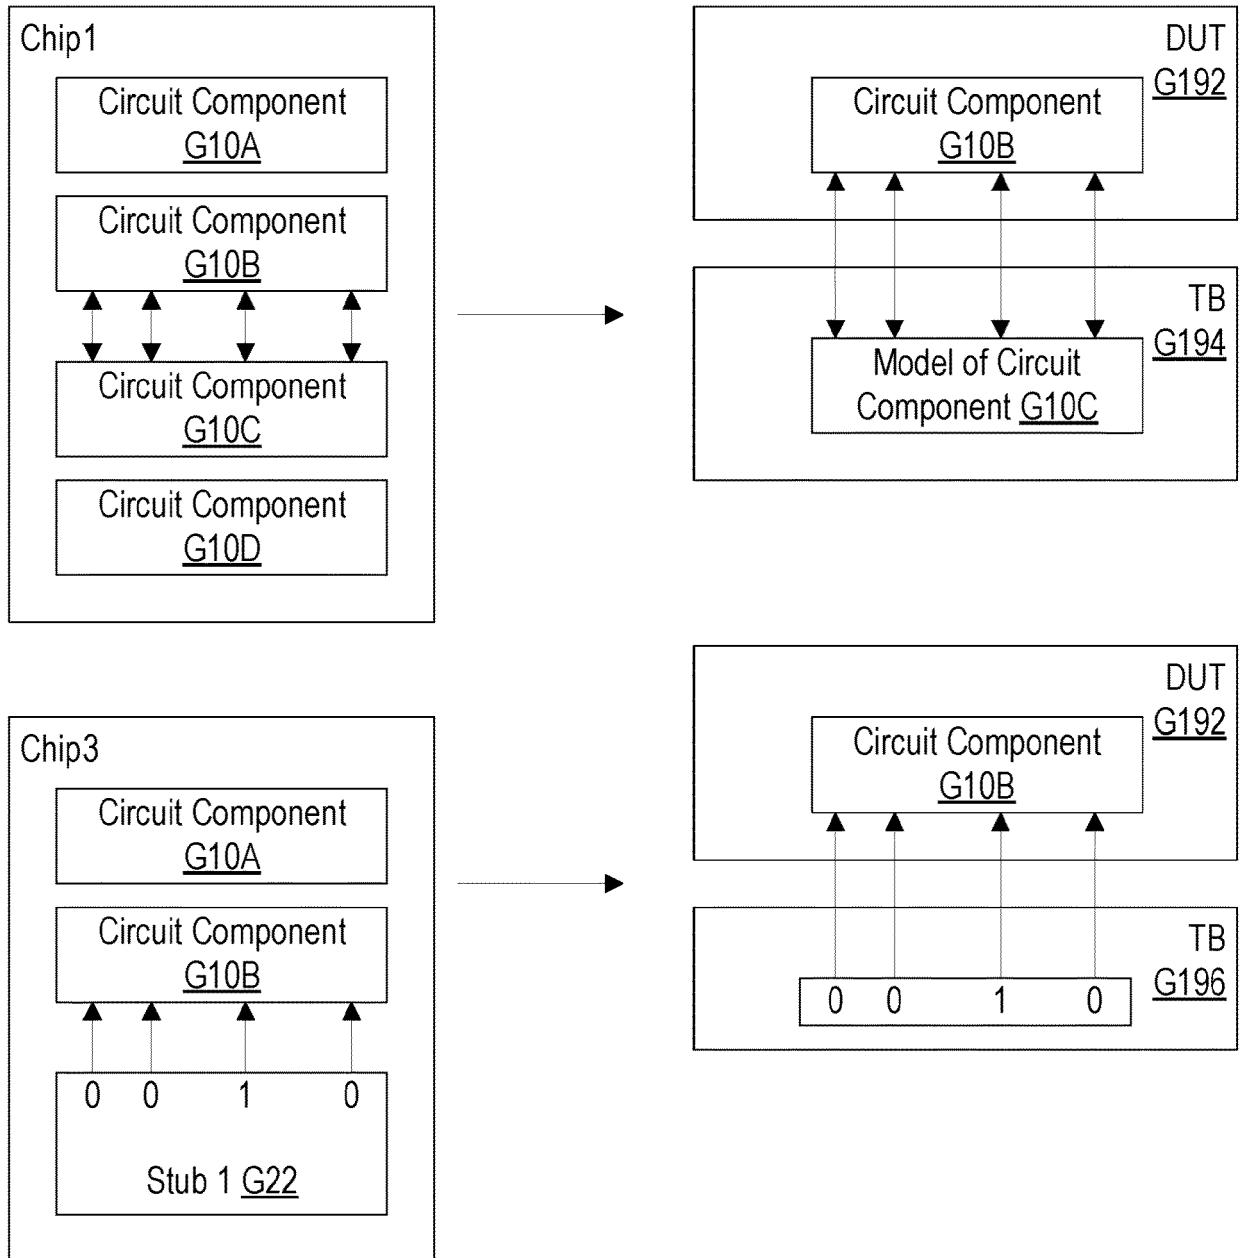 Chip1
Circuit Component
G10A
Circuit Component
G10B
Circuit Component
G10C
Circuit Component
G10D
DUT
G192
Circuit Component
G10B
TB
G194
Model of Circuit
Component G10C
Chip3
Circuit Component
G10A
Circuit Component
G10B
0 0 1 0
Stub 1 G22
DUT
G192
Circuit Component
G10B
TB
G196
0 0 1 0